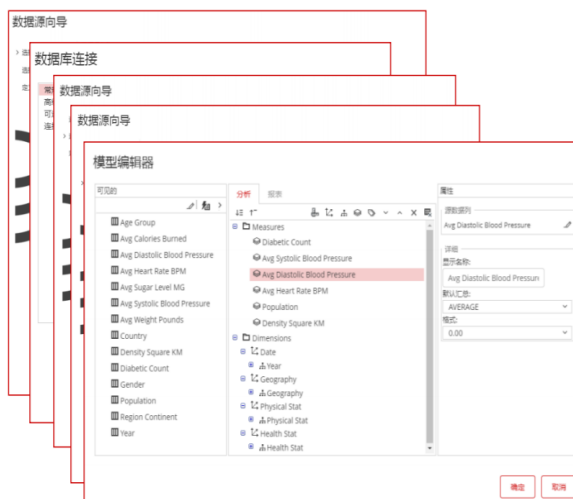 数据源向导
数据库连接
数据源向导
数据源向导
模型编辑器
可见的
Age Group
Avg Calories Burned
Avg Diastolic Blood Pressure
Avg Heart Rate BPM
Avg Sugar Level MG
Avg Systolic Blood Pressure
Avg Weight Pounds
Country
Density Square KM
Diabetic Count
Gender
Population
Region Continent
Year
分析 报表
Measures
Diabetic Count
Avg Systolic Blood Pressure
Avg Diastolic Blood Pressure
Avg Heart Rate BPM
Population
Density Square KM
Dimensions
Date
Year
Geography
Geography
Physical Stat
Physical Stat
Health Stat
Health Stat
属性
源数据列
Avg Diastolic Blood Pressure
详细
显示名称:
Avg Diastolic Blood Pressun
默认汇总:
AVERAGE
格式:
0.00
确定 取消